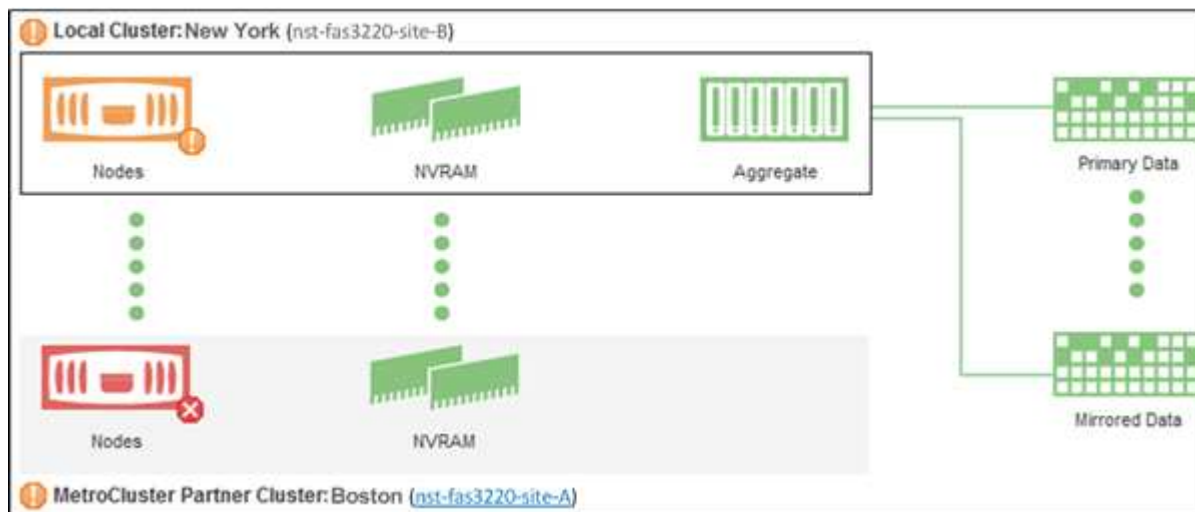 Local Cluster: New York (nst-fas3220-site-B)
Nodes NVRAM Aggregate
Primary Data
Nodes NVRAM
Mirrored Data
MetroCluster Partner Cluster: Boston (nst-fas3220-site-A)